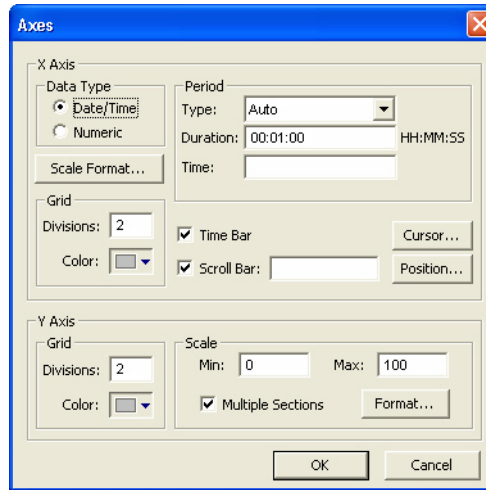 Axes
X Axis
Data Type
Date/Time
Numeric
Scale Format...
Period
Type: Auto
Duration: 00:01:00 HH:MM:SS
Time:
Grid
Divisions: 2
Color:
Time Bar
Cursor...
Scroll Bar:
Position...
Y Axis
Grid
Divisions: 2
Color:
Scale
Min: 0 Max: 100
Multiple Sections
Format...
OK Cancel